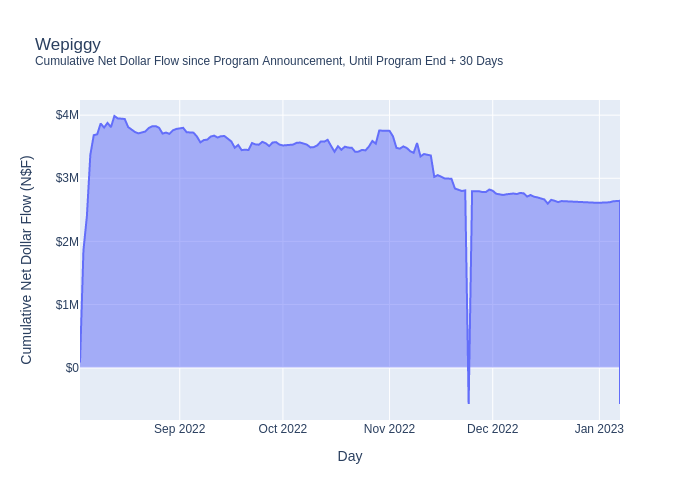 Wepiggy
Cumulative Net Dollar Flow since Program Announcement, Until Program End + 30 Days
$4M
$3M
$2M
$1M
$0
Cumulative Net Dollar Flow (N$F)
Sep 2022
Oct 2022
Nov 2022
Dec 2022
Jan 2023
Day